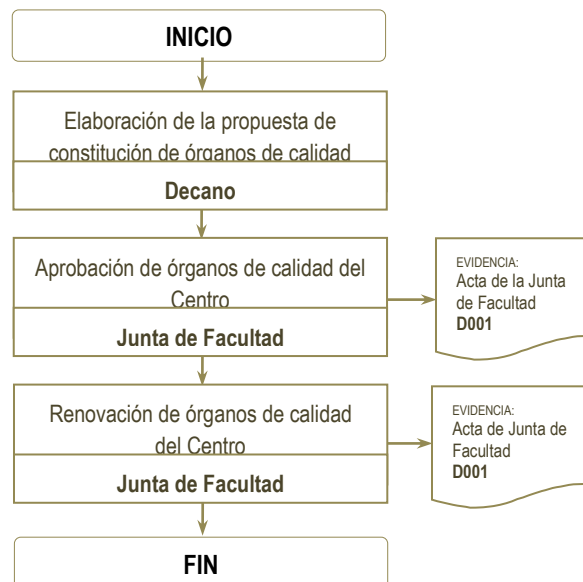 INICIO
Elaboración de la propuesta de
constitución de órganos de calidad
Decano
Aprobación de órganos de calidad del
Centro
Junta de Facultad
EVIDENCIA:
Acta de la Junta
de Facultad
D001
Renovación de órganos de calidad
del Centro
Junta de Facultad
EVIDENCIA:
Acta de Junta de
Facultad
D001
FIN